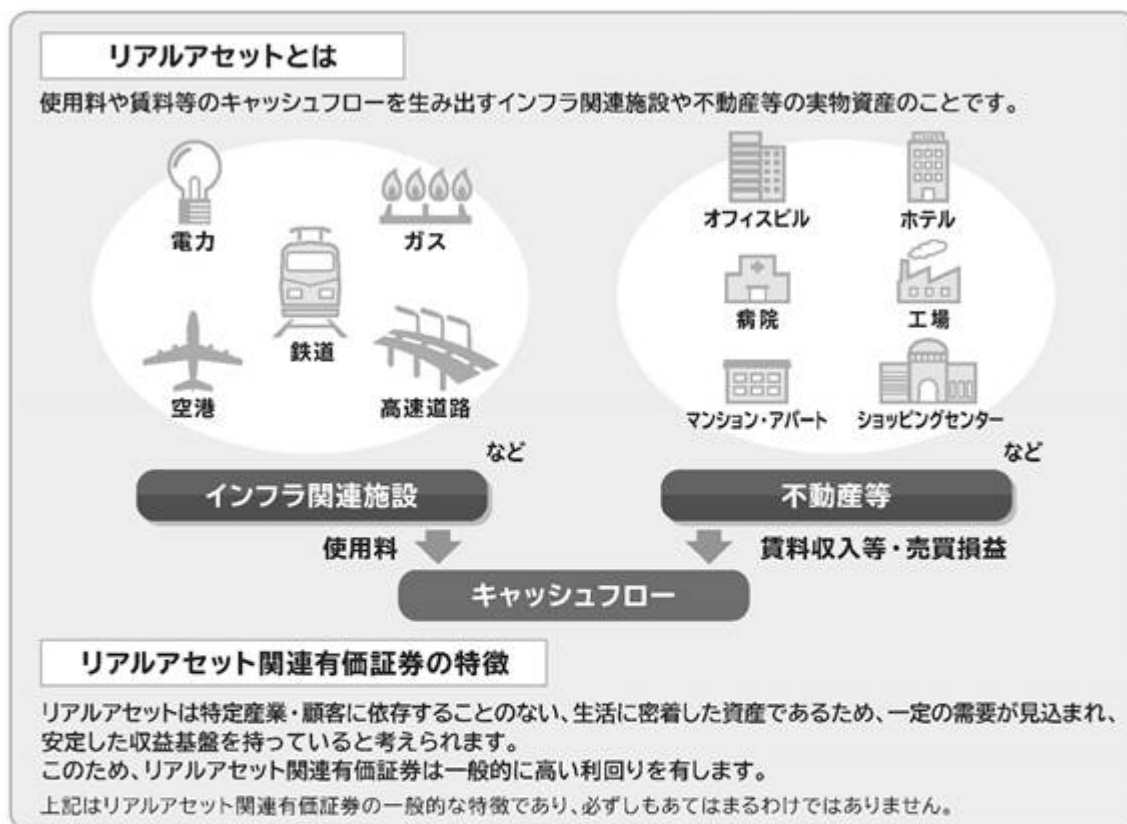 リアルアセットとは
使用料や賃料等のキャッシュフローを生み出すインフラ関連施設や不動産等の実物資産のことです。
電力
ガス
鉄道
空港
高速道路
など
インフラ関連施設
オフィスビル
ホテル
病院
工場
マンション・アパート
ショッピングセンター
など
不動産等
使用料
賃料収入等・売買損益
キャッシュフロー
リアルアセット関連有価証券の特徴
リアルアセットは特定産業・顧客に依存することのない、生活に密着した資産であるため、一定の需要が見込まれ、
安定した収益基盤を持っていると考えられます。
このため、リアルアセット関連有価証券は一般的に高い利回りを有します。
上記はリアルアセット関連有価証券の一般的な特徴であり、必ずしもあてはまるわけではありません。